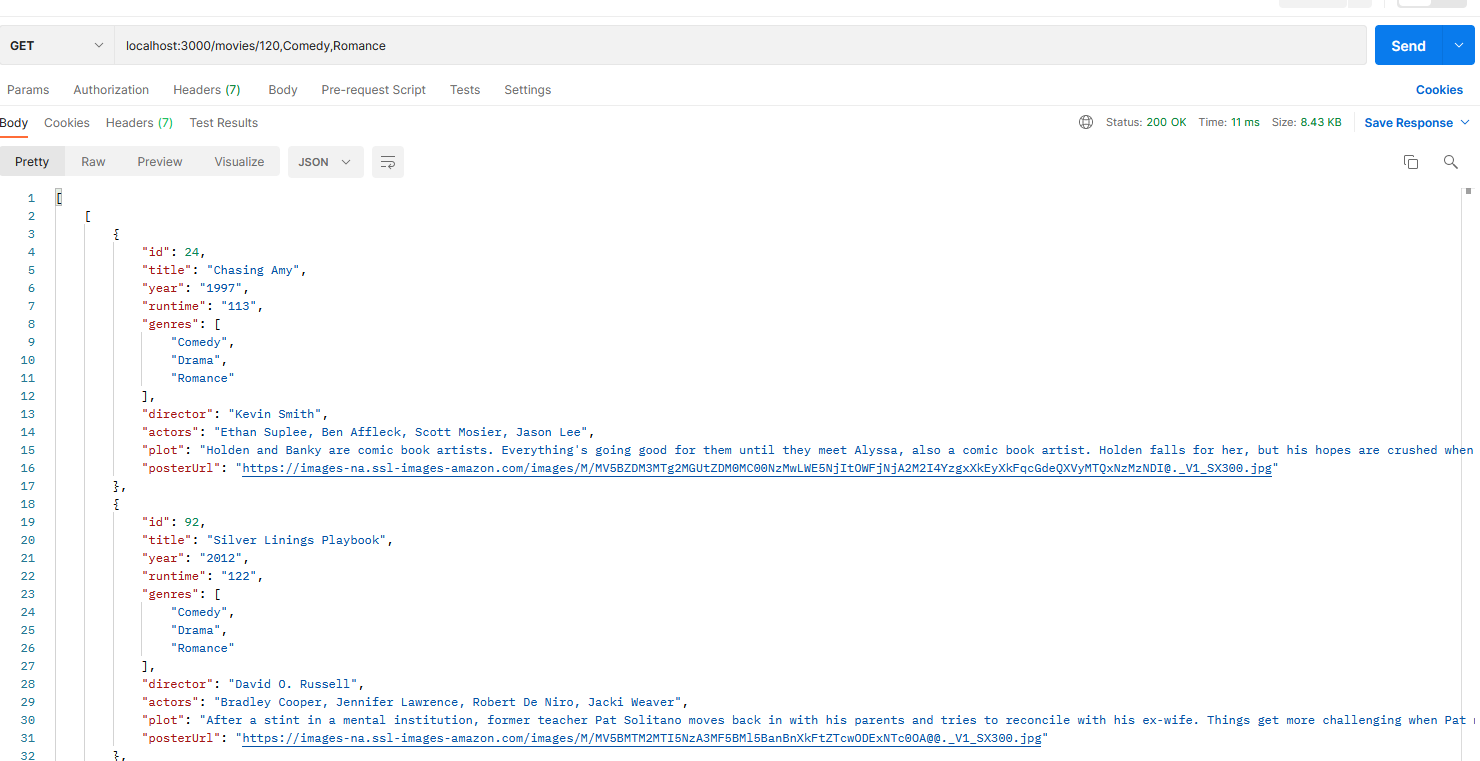 GET localhost:3000/movies/120,Comedy,Romance Send
Params Authorization Headers (7) Body Pre-request Script Tests Settings Cookies
Body Cookies Headers (7) Test Results Status: 200 OK Time: 11 ms Size: 8.43 KB Save Response
Pretty Raw Preview Visualize JSON
1 [
2 [
3 {
4 "id": 24,
5 "title": "Chasing Amy",
6 "year": "1997",
7 "runtime": "113",
8 "genres": [
9 "Comedy",
10 "Drama",
11 "Romance"
12 ],
13 "director": "Kevin Smith",
14 "actors": "Ethan Suplee, Ben Affleck, Scott Mosier, Jason Lee",
15 "plot": "Holden and Banky are comic book artists. Everything's going good for them until they meet Alyssa, also a comic book artist. Holden falls for her, but his hopes are crushed when
16 "posterUrl": "https://images-na.ssl-images-amazon.com/images/M/MV5BZDM3MTg2MGUtZDM0MC00NzMwLWE5NjItOWFjNjA2M2I4YzgxXkEyXkFqcGdeQXVyMTQxNzMzNDI@._V1_SX300.jpg"
17 },
18 {
19 "id": 92,
20 "title": "Silver Linings Playbook",
21 "year": "2012",
22 "runtime": "122",
23 "genres": [
24 "Comedy",
25 "Drama",
26 "Romance"
27 ],
28 "director": "David O. Russell",
29 "actors": "Bradley Cooper, Jennifer Lawrence, Robert De Niro, Jacki Weaver",
30 "plot": "After a stint in a mental institution, former teacher Pat Solitano moves back in with his parents and tries to reconcile with his ex-wife. Things get more challenging when Pat
31 "posterUrl": "https://images-na.ssl-images-amazon.com/images/M/MV5BMTM2MTI5NzA3MF5BMl5BanBnXkFtZTcwODExNTc0OA@@._V1_SX300.jpg"
32 },